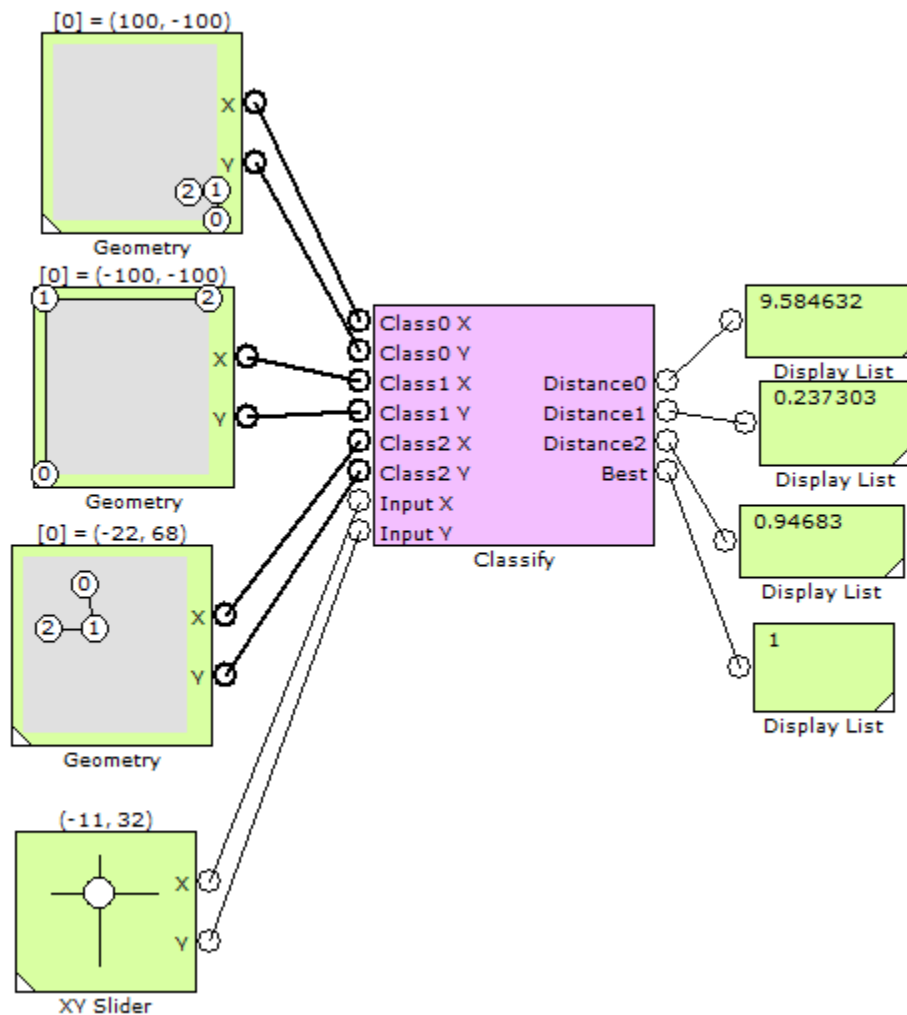 [0] = (100, -100)
X
Y
2
1
0
Geometry
[0] = (-100, -100)
1
2
X
Y
0
Geometry
[0] = (-22, 68)
0
2
1
X
Y
Geometry
(-11, 32)
X
Y
XY Slider
Class0 X
Class0 Y
Class1 X
Distance0
Class1 Y
Distance1
Class2 X
Distance2
Class2 Y
Best
Input X
Input Y
Classify
9.584632
Display List
0.237303
Display List
0.94683
Display List
1
Display List